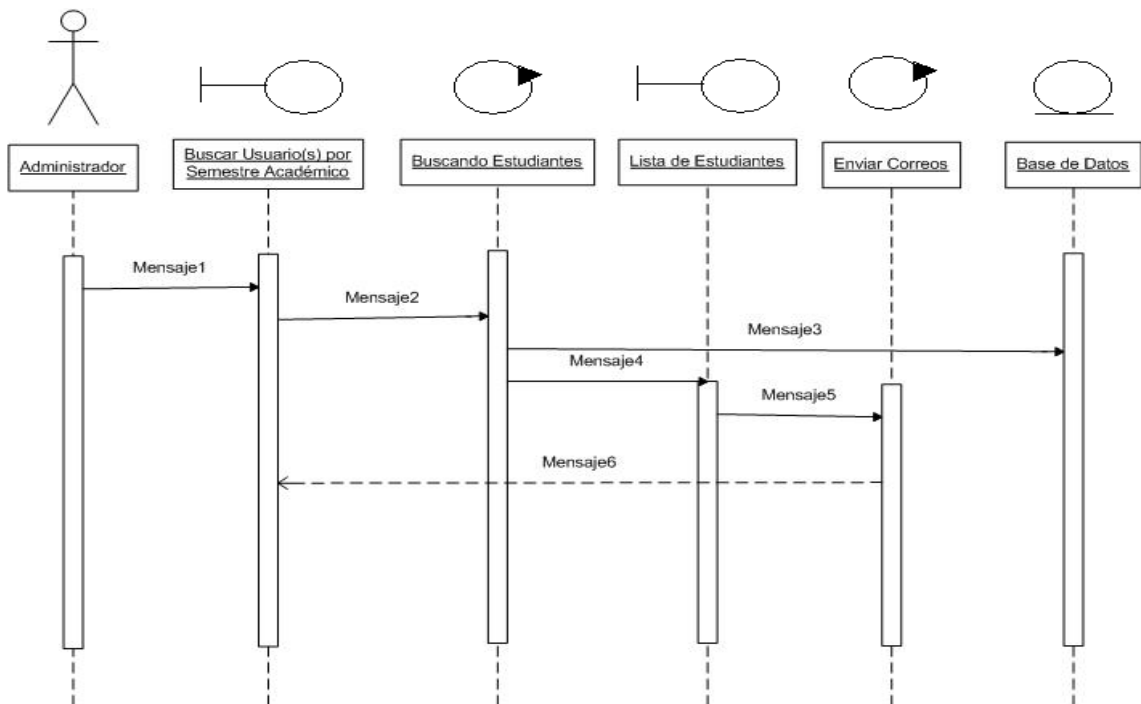 Administrador
Buscar Usuario(s) por
Semestre Académico
Buscando Estudiantes
Lista de Estudiantes
Enviar Correos
Base de Datos
Mensaje1
Mensaje2
Mensaje3
Mensaje4
Mensaje5
Mensaje6